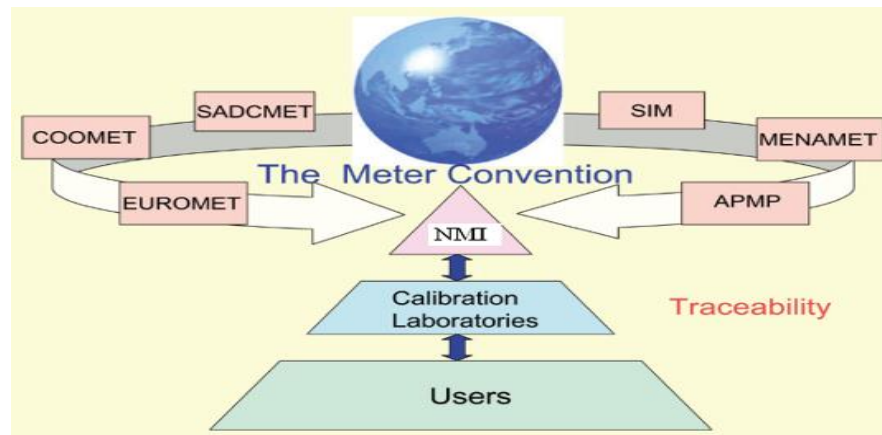 SADCMET
SIM
COOMET
MENAMET
The Meter Convention
EUROMET
APMP
NMI
Calibration
Laboratories
Traceability
Users